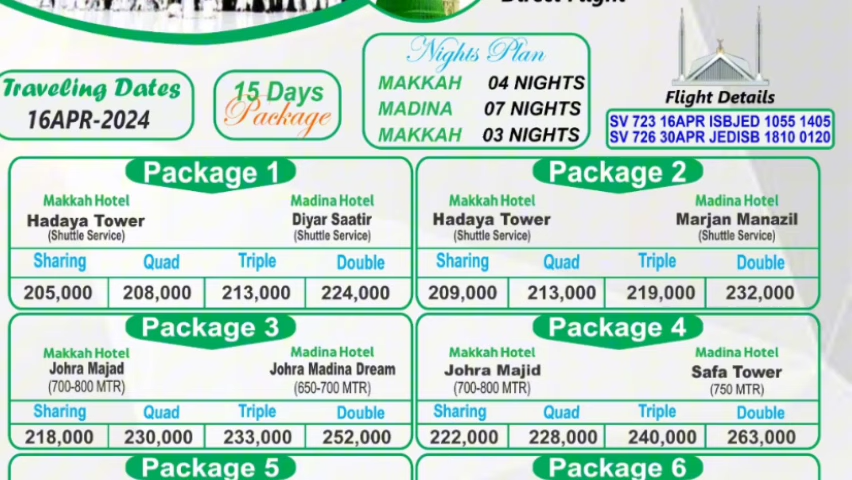 Direct Flight
Nights Plan
MAKKAH 04 NIGHTS
MADINA 07 NIGHTS
MAKKAH 03 NIGHTS
Traveling Dates
16APR-2024
15 Days
Package
Flight Details
SV 723 16APR ISBJED 1055 1405
SV 726 30APR JEDISB 1810 0120
Package 1
Makkah Hotel Madina Hotel
Hadaya Tower Diyar Saatir
(Shuttle Service) (Shuttle Service)
Sharing Quad Triple Double
205,000 208,000 213,000 224,000
Package 2
Makkah Hotel Madina Hotel
Hadaya Tower Marjan Manazil
(Shuttle Service) (Shuttle Service)
Sharing Quad Triple Double
209,000 213,000 219,000 232,000
Package 3
Makkah Hotel Madina Hotel
Johra Majad Johra Madina Dream
(700-800 MTR) (650-700 MTR)
Sharing Quad Triple Double
218,000 230,000 233,000 252,000
Package 4
Makkah Hotel Madina Hotel
Johra Majid Safa Tower
(700-800 MTR) (750 MTR)
Sharing Quad Triple Double
222,000 228,000 240,000 263,000
Package 5
Package 6